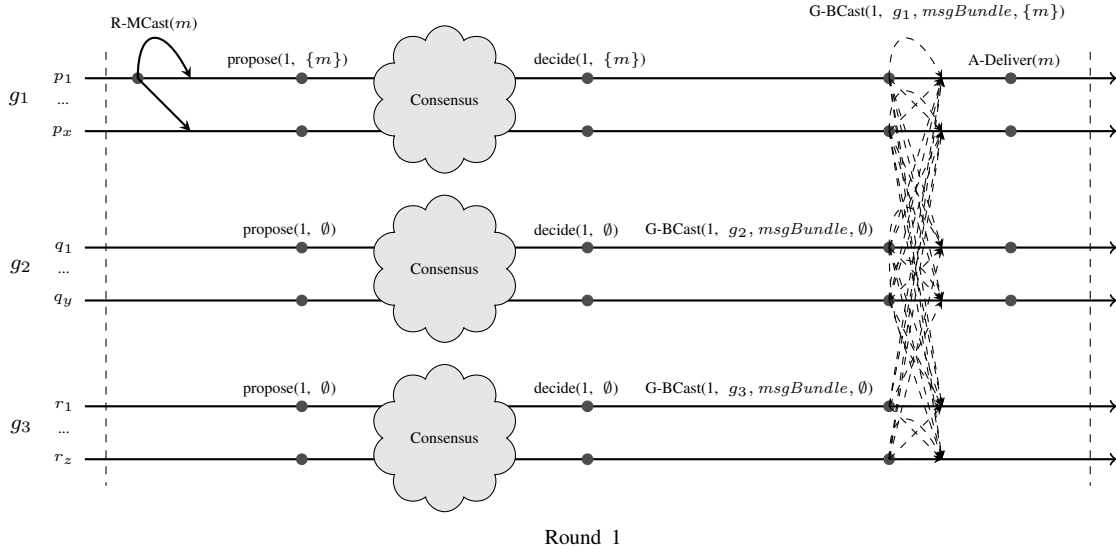 G-BCast(1, g₁, msgBundle, {m})
R-MCast(m)
propose(1, {m})
decide(1, {m})
A-Deliver(m)
g₁
p₁
...
pₓ
Consensus
propose(1, ∅)
decide(1, ∅)
G-BCast(1, g₂, msgBundle, ∅)
g₂
q₁
...
q_y
Consensus
propose(1, ∅)
decide(1, ∅)
G-BCast(1, g₃, msgBundle, ∅)
g₃
r₁
...
r_z
Consensus
Round 1